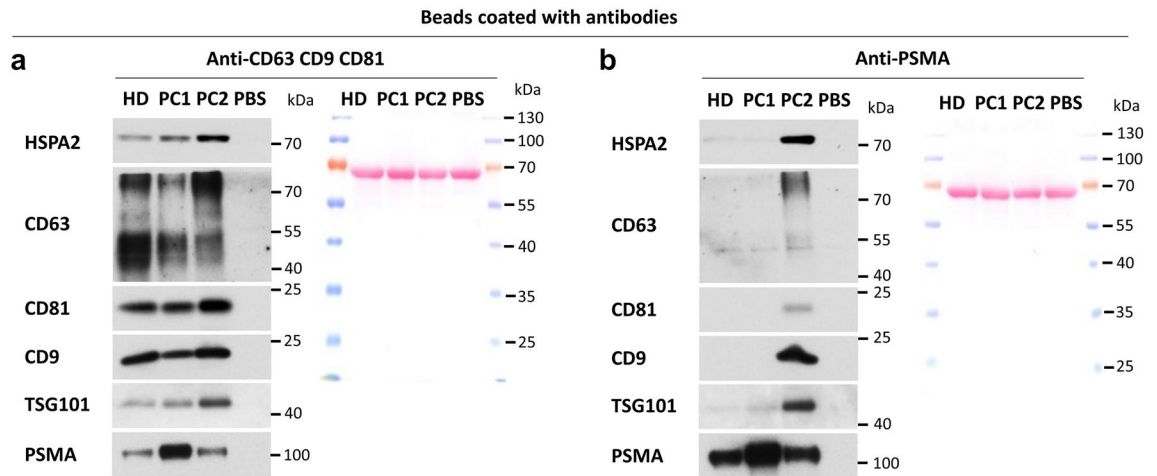 Beads coated with antibodies
a
Anti-CD63 CD9 CD81
HD PC1 PC2 PBS kDa
HD PC1 PC2 PBS kDa
HSPA2
70
CD63
70
55
40
CD81
25
CD9
25
TSG101
40
PSMA
100
130
100
70
55
40
35
25
b
Anti-PSMA
HD PC1 PC2 PBS kDa
HD PC1 PC2 PBS kDa
HSPA2
70
CD63
70
55
40
CD81
25
CD9
25
TSG101
40
PSMA
100
130
100
70
55
40
35
25